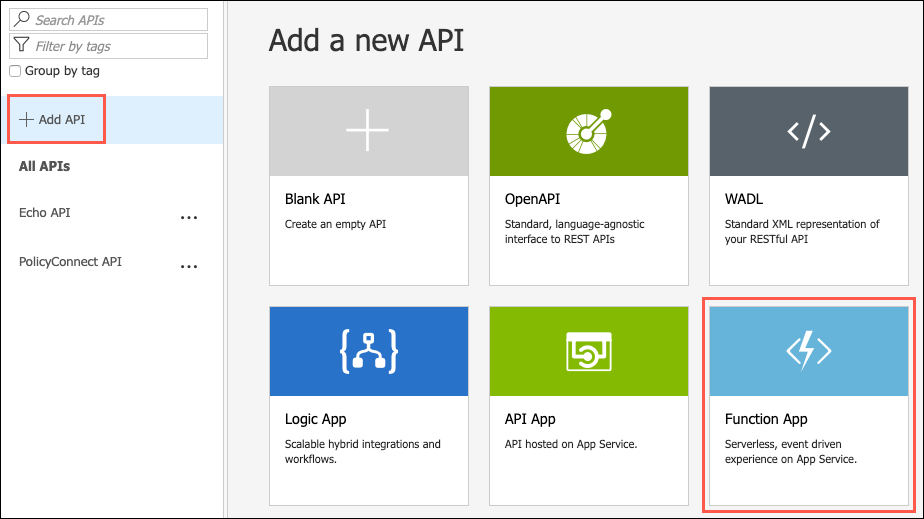 Search APIs
Filter by tags
Group by tag
Add API
All APIs
Echo API
...
PolicyConnect API
...
Add a new API
Blank API
Create an empty API
OpenAPI
Standard, language-agnostic
interface to REST APIs
WADL
Standard XML representation of
your RESTful API
Logic App
Scalable hybrid integrations and
workflows.
API App
API hosted on App Service.
Function App
Serverless, event driven
experience on App Service.